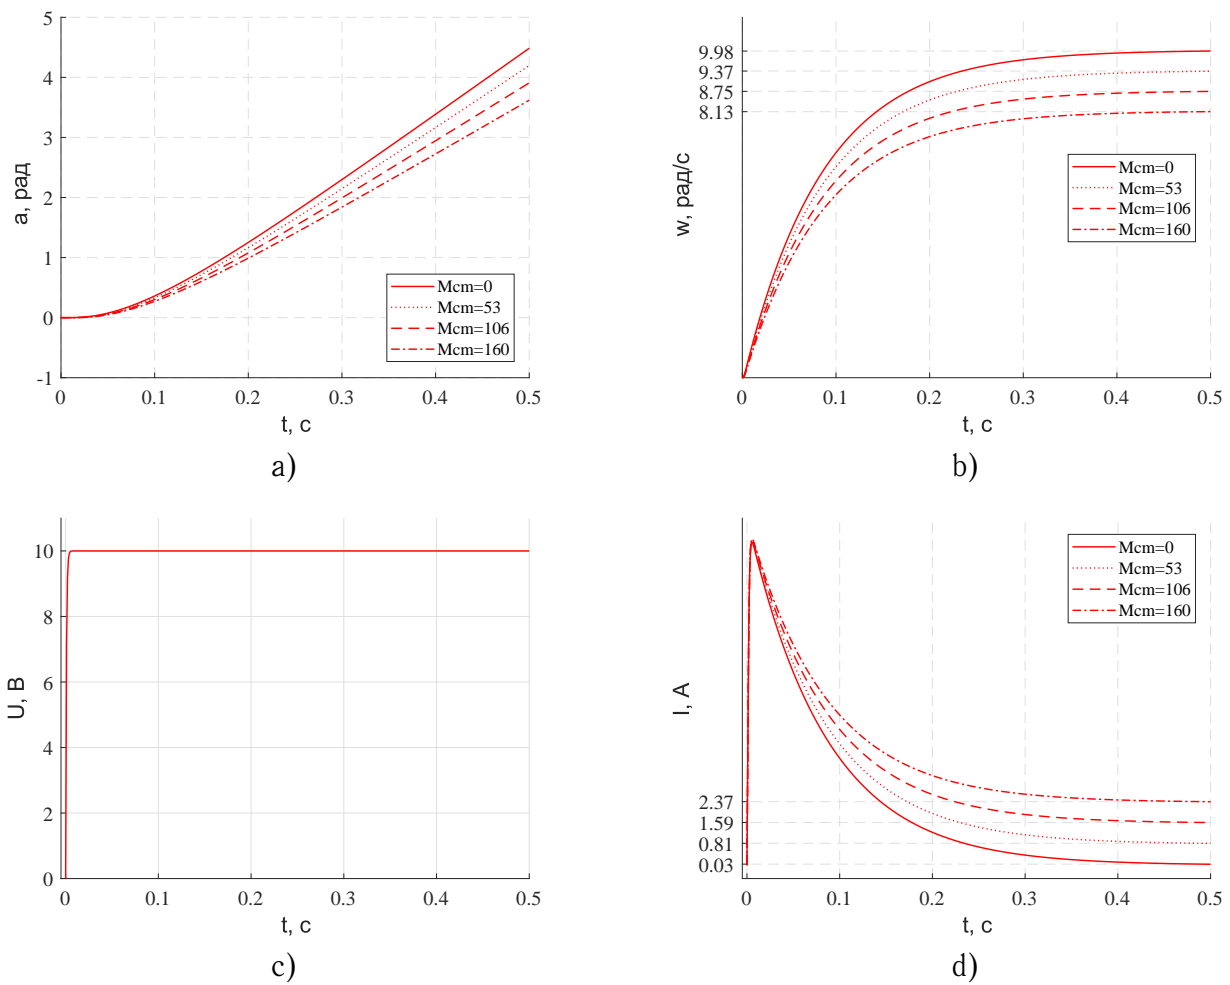 5
4
3
2
1
0
-1
a, рад
0
0.1
0.2
0.3
0.4
0.5
t, c
Mcm=0
Mcm=53
Mcm=106
Mcm=160
a)
9.98
9.37
8.75
8.13
w, рад/с
0
0.1
0.2
0.3
0.4
0.5
t, c
Mcm=0
Mcm=53
Mcm=106
Mcm=160
b)
10
8
6
4
2
0
U, В
0
0.1
0.2
0.3
0.4
0.5
t, c
c)
2.37
1.59
0.81
0.03
I, A
0
0.1
0.2
0.3
0.4
0.5
t, c
Mcm=0
Mcm=53
Mcm=106
Mcm=160
d)